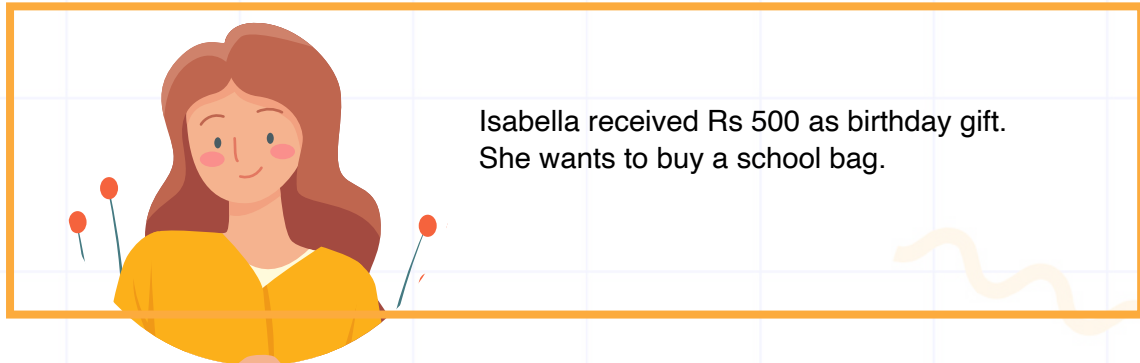 Isabella received Rs 500 as birthday gift.
She wants to buy a school bag.